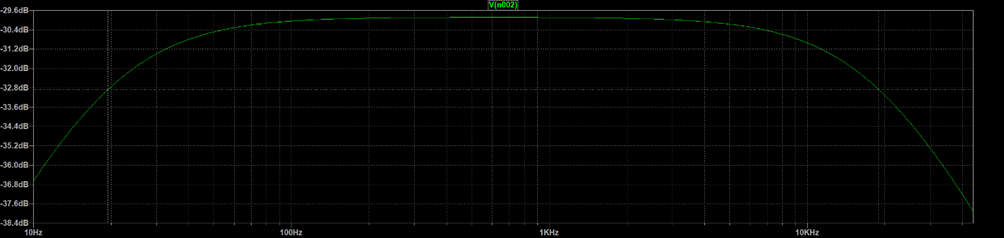 V(n002)
-29.6dB
-30.4dB
-31.2dB
-32.0dB
-32.8dB
-33.6dB
-34.4dB
-35.2dB
-36.0dB
-36.8dB
-37.6dB
-38.4dB
10Hz 100Hz 1KHz 10KHz